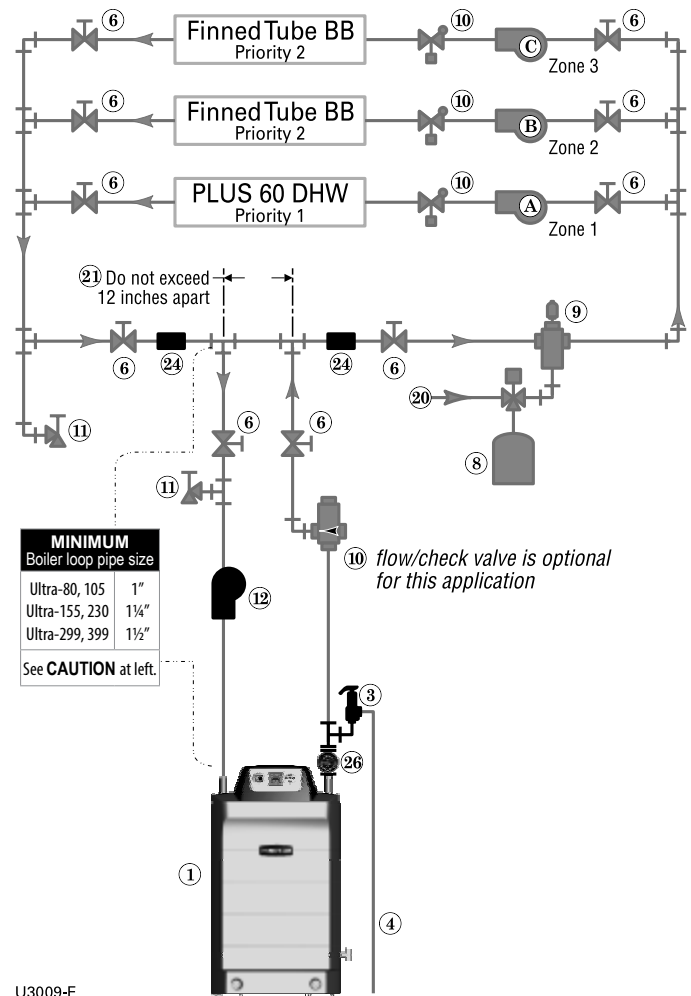 6
Finned Tube BB
Priority 2
10
C
6
Zone 3
6
Finned Tube BB
Priority 2
10
B
6
Zone 2
6
PLUS 60 DHW
Priority 1
10
A
6
Zone 1
21 Do not exceed
12 inches apart
9
6
24
24
6
20
11
6
6
8
11
MINIMUM
Boiler loop pipe size
Ultra-80, 105 1”
Ultra-155, 230 1¼”
Ultra-299, 399 1½”
See CAUTION at left.
10 flow/check valve is optional
for this application
12
3
26
1
4
U3009-F